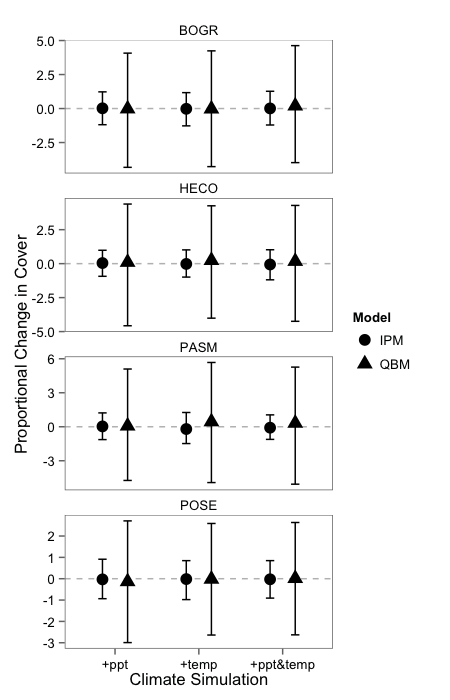 BOGR
5.0
2.5
0.0
-2.5
HECO
2.5
0.0
-2.5
-5.0
PASM
6
3
0
-3
POSE
2
1
0
-1
-2
-3
+ppt +temp +ppt&temp
Climate Simulation
Proportional Change in Cover
Model
IPM
QBM